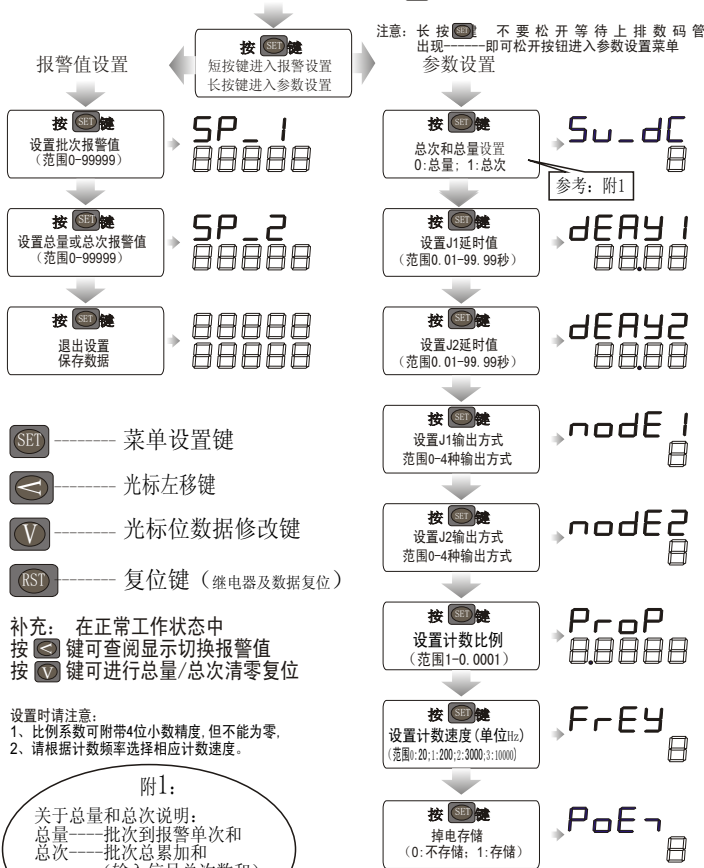 注意：长按SET键 不要松开等待上排数码管
出现------即可松开按钮进入参数设置菜单
按SET键
短按键进入报警设置
长按键进入参数设置
报警值设置
按SET键
设置批次报警值
（范围0-99999）
SP_1
88888
按SET键
设置总量或总次报警值
（范围0-99999）
SP_2
88888
按SET键
退出设置
保存数据
88888
88888
SET -------- 菜单设置键
< -------- 光标左移键
V -------- 光标位数据修改键
RST -------- 复位键（继电器及数据复位）
补充： 在正常工作状态中
按 < 键可查阅显示切换报警值
按 V 键可进行总量/总次清零复位
设置时请注意：
1、比例系数可附带4位小数精度,但不能为零,
2、请根据计数频率选择相应计数速度。
附1：
关于总量和总次说明：
总量----批次到报警单次和
总次----批次总累加和
参数设置
按SET键
总次和总量设置
0:总量; 1:总次
Su_dC
8
参考: 附1
按SET键
设置J1延时值
（范围0.01-99.99秒）
dEAY1
88.88
按SET键
设置J2延时值
（范围0.01-99.99秒）
dEAY2
88.88
按SET键
设置J1输出方式
范围0-4种输出方式
nodE1
8
按SET键
设置J2输出方式
范围0-4种输出方式
nodE2
8
按SET键
设置计数比例
（范围1-0.0001）
ProP
8.8888
按SET键
设置计数速度(单位Hz)
(范围0:20;1:200;2:3000;3:10000)
FrEY
8
按SET键
掉电存储
（0:不存储; 1:存储）
PoEn
8